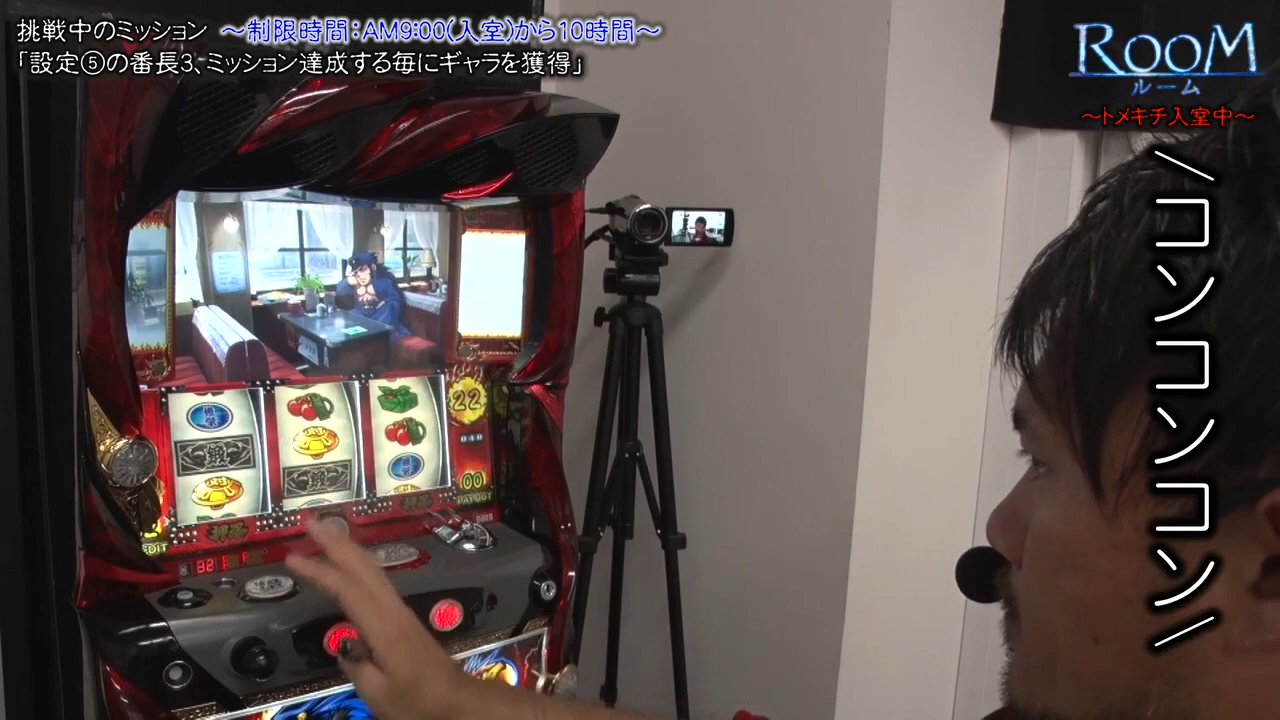 挑戦中のミッション ～制限時間：AM9:00(入室)から10時間～
「設定⑤の番長3、ミッション達成する毎にギャラを獲得」
ROOM
ルーム
～トメキチ入室中～
＼コンコンコン／
22
040
00
PAYOUT